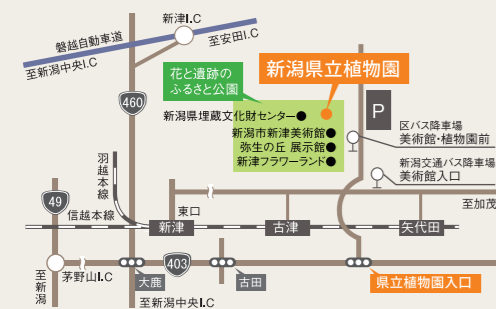 新津I.C
磐越自動車道
至安田I.C
至新潟中央I.C
花と遺跡の
ふるさと公園
新潟県立植物園
460
新潟県埋蔵文化財センター
新潟市新津美術館
弥生の丘 展示館
新津フラワーランド
P
区バス降車場
美術館・植物園前
新潟交通バス降車場
美術館入口
羽越本線
49
信越本線
東口
至加茂
新津
古津
矢代田
403
至新潟
茅野山I.C
大鹿
古田
県立植物園入口
至新潟中央I.C